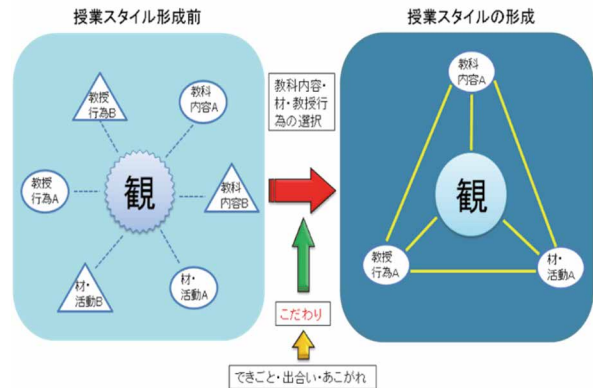 授業スタイル形成前
授業スタイルの形成
教授
行為B
教科
内容A
教授
行為A
観
教科
内容B
材・
活動B
材・
活動A
教科内容・
材・教授行
為の選択
こだわり
できごと・出合い・あこがれ
教科
内容A
観
教授
行為A
材・
活動A